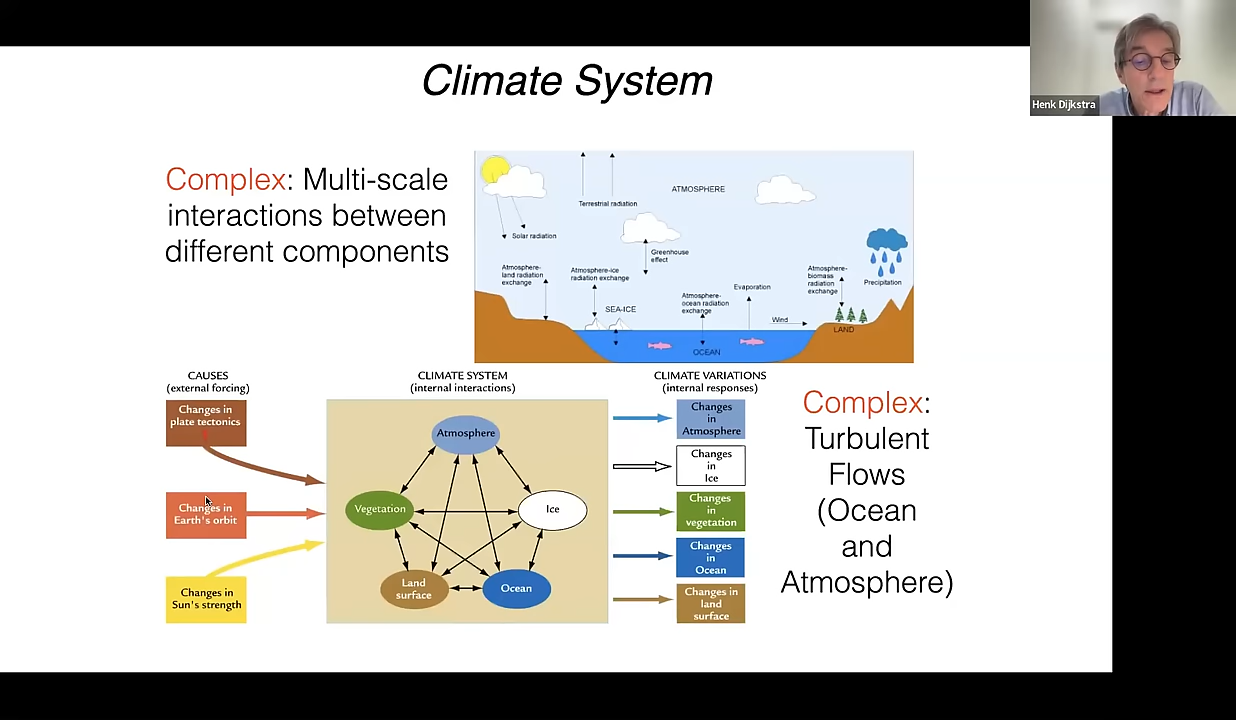 Climate System
Henk Dijkstra
Complex: Multi-scale
interactions between
different components
ATMOSPHERE
Terrestrial radiation
Solar radiation
Greenhouse
effect
Atmosphere-
land radiation
exchange
Atmosphere-ice
radiation exchange
Atmosphere-
ocean radiation
exchange
Evaporation
Atmosphere-
biomass
radiation
exchange
Precipitation
SEA-ICE
Wind
LAND
OCEAN
CAUSES
(external forcing)
Changes in
plate tectonics
Changes in
Earth's orbit
Changes in
Sun's strength
CLIMATE SYSTEM
(internal interactions)
Atmosphere
Vegetation
Ice
Land
surface
Ocean
CLIMATE VARIATIONS
(internal responses)
Changes
in
Atmosphere
Changes
in
Ice
Changes
in
vegetation
Changes
in
Ocean
Changes in
land
surface
Complex:
Turbulent
Flows
(Ocean
and
Atmosphere)